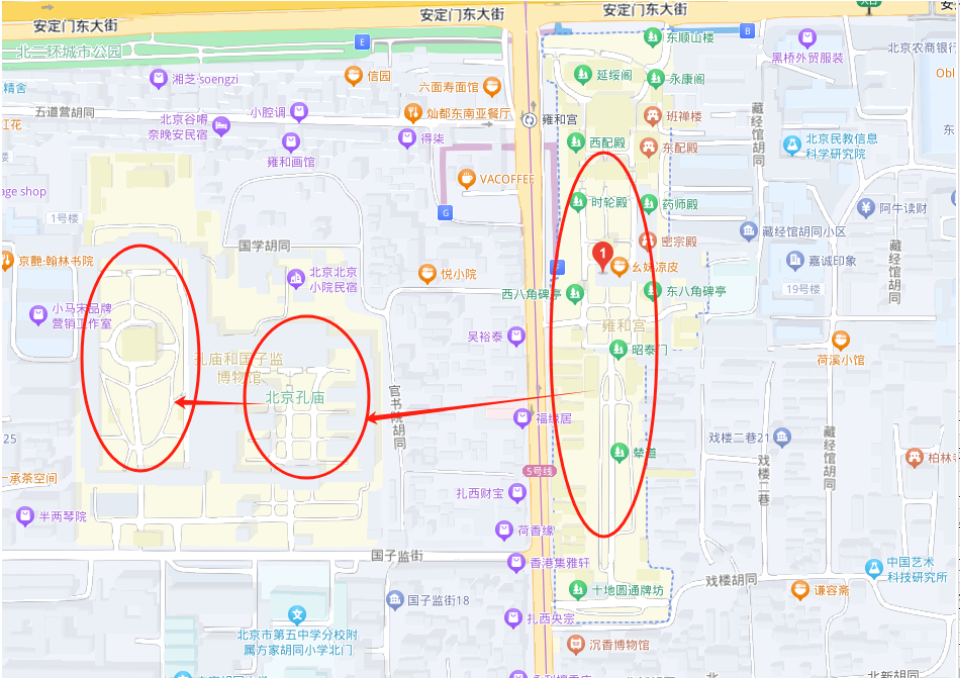 安定门东大街
安定门东大街
安定门东大街
北二环城市公园
E
东顺山楼
B
黑桥外贸服装
北京农商银行
湘芝·soengzi
信园
六面寿面馆
延绥阁
永康阁
精舍
五道营胡同
小腔调
灿都东南亚餐厅
雍和宫
班禅楼
藏经馆胡同
红花
北京谷唱
奈晚安民宿
得柒
西配殿
东配殿
北京民教信息
科学研究院
雍和画馆
VACOFFEE
age shop
时轮殿
药师殿
阿牛读财
1号楼
G
国学胡同
密宗殿
藏经馆胡同小区
京艷·翰林书院
北京北京
小院民宿
悦小院
1
幺妹凉皮
嘉诚印象
藏经馆胡同
西八角碑亭
东八角碑亭
19号楼
小马宋品牌
营销工作室
雍和宫
吴裕泰
昭泰门
荷溪小馆
孔庙和国子监
博物馆
北京孔庙
官书院胡同
福缘居
25
戏楼二巷21
藏经馆胡同
辇道
柏林寺
承茶空间
5号线
戏楼二巷
扎西财宝
半两琴院
荷香缘
国子监街
香港集雅轩
中国艺术
科技研究所
戏楼胡同
十地圆通牌坊
谦容斋
国子监街18
北京市第五中学分校附
属方家胡同小学北门
扎西央宗
沉香博物馆
北新胡同